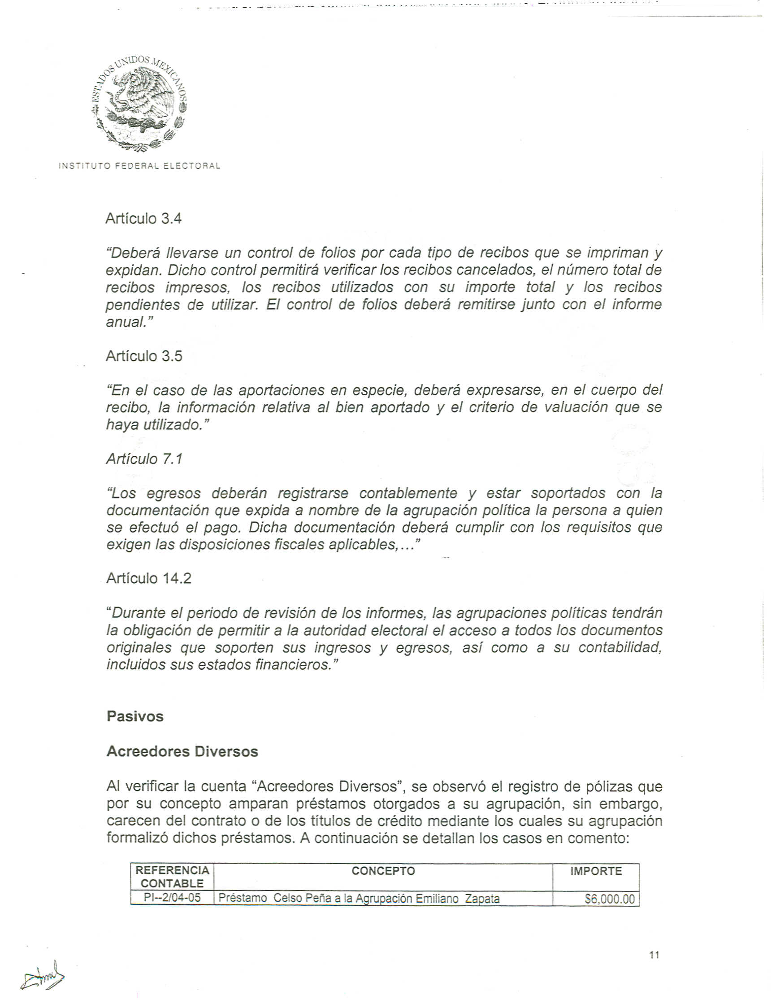 ESTADOS UNIDOS MEXICANOS
INSTITUTO FEDERAL ELECTORAL
Artículo 3.4
“Deberá llevarse un control de folios por cada tipo de recibos que se impriman y
expidan. Dicho control permitirá verificar los recibos cancelados, el número total de
recibos impresos, los recibos utilizados con su importe total y los recibos
pendientes de utilizar. El control de folios deberá remitirse junto con el informe
anual.”
Artículo 3.5
“En el caso de las aportaciones en especie, deberá expresarse, en el cuerpo del
recibo, la información relativa al bien aportado y el criterio de valuación que se
haya utilizado.”
Artículo 7.1
“Los egresos deberán registrarse contablemente y estar soportados con la
documentación que expida a nombre de la agrupación política la persona a quien
se efectuó el pago. Dicha documentación deberá cumplir con los requisitos que
exigen las disposiciones fiscales aplicables,...”
Artículo 14.2
“Durante el periodo de revisión de los informes, las agrupaciones políticas tendrán
la obligación de permitir a la autoridad electoral el acceso a todos los documentos
originales que soporten sus ingresos y egresos, así como a su contabilidad,
incluidos sus estados financieros.”
Pasivos
Acreedores Diversos
Al verificar la cuenta “Acreedores Diversos”, se observó el registro de pólizas que
por su concepto amparan préstamos otorgados a su agrupación, sin embargo,
carecen del contrato o de los títulos de crédito mediante los cuales su agrupación
formalizó dichos préstamos. A continuación se detallan los casos en comento:
REFERENCIA CONTABLE CONCEPTO IMPORTE
PI--2/04-05 Préstamo Celso Peña a la Agrupación Emiliano Zapata $6,000.00
11